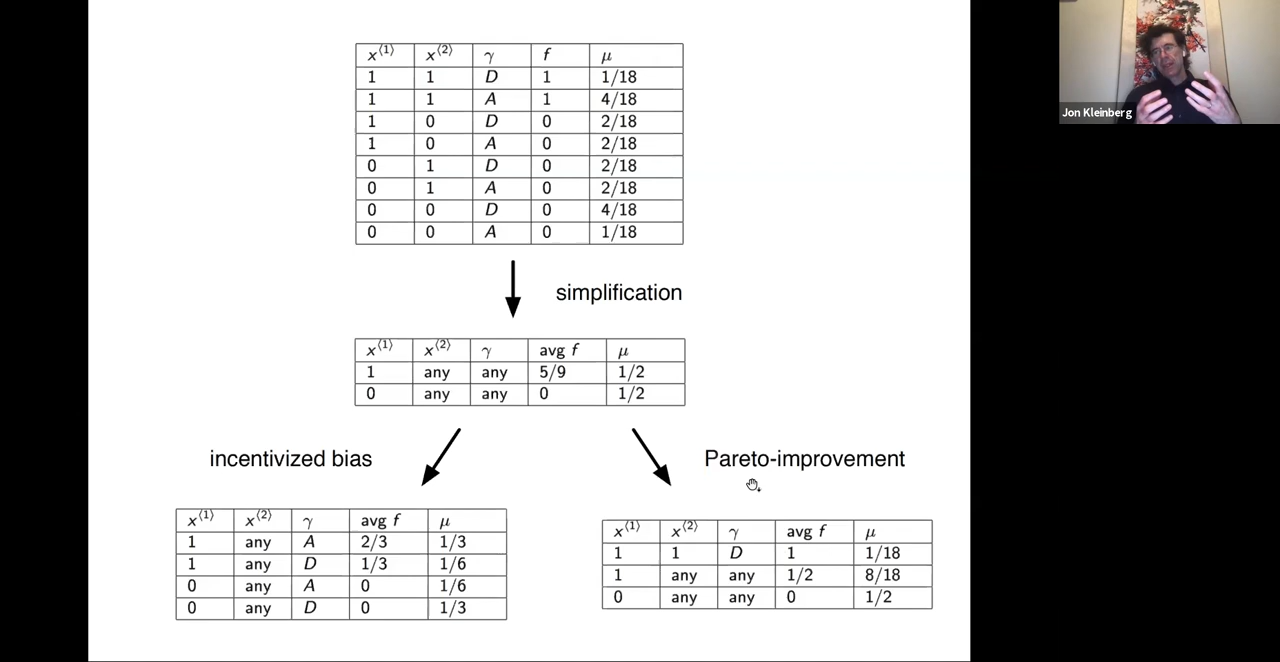 x⟨1⟩ x⟨2⟩ γ f μ
1 1 D 1 1/18
1 1 A 1 4/18
1 0 D 0 2/18
1 0 A 0 2/18
0 1 D 0 2/18
0 1 A 0 2/18
0 0 D 0 4/18
0 0 A 0 1/18
simplification
x⟨1⟩ x⟨2⟩ γ avg f μ
1 any any 5/9 1/2
0 any any 0 1/2
incentivized bias
x⟨1⟩ x⟨2⟩ γ avg f μ
1 any A 2/3 1/3
1 any D 1/3 1/6
0 any A 0 1/6
0 any D 0 1/3
Pareto-improvement
x⟨1⟩ x⟨2⟩ γ avg f μ
1 1 D 1 1/18
1 any any 1/2 8/18
0 any any 0 1/2
Jon Kleinberg